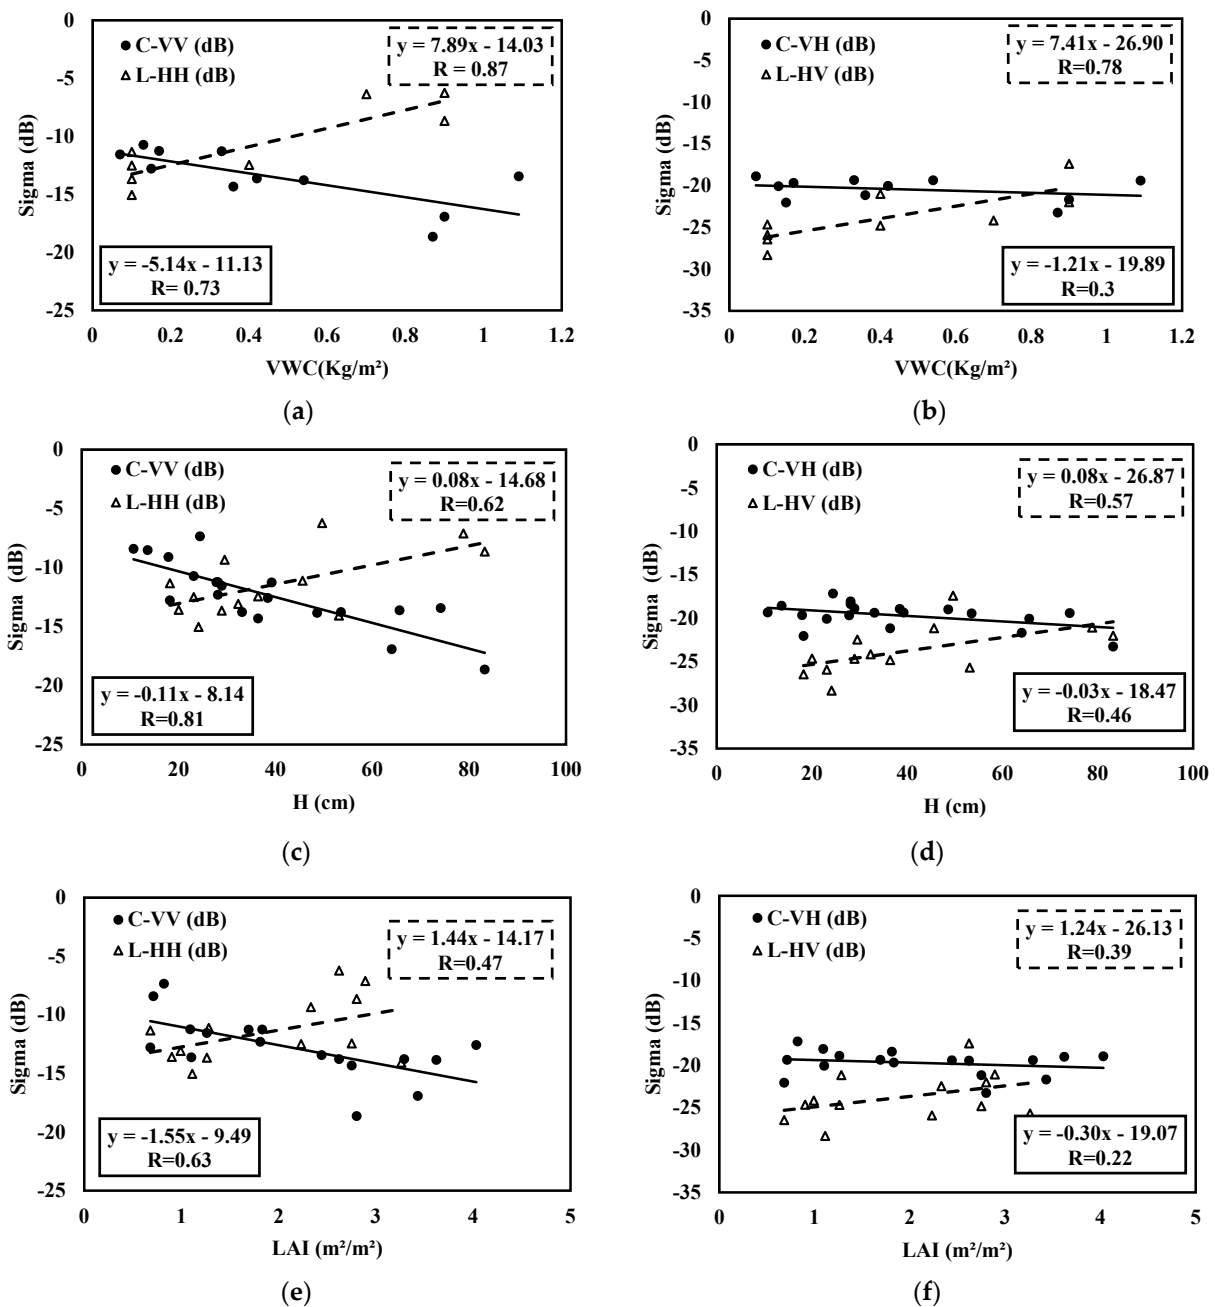 0
-5
-10
-15
-20
-25
Sigma (dB)
C-VV (dB)
L-HH (dB)
y = 7.89x - 14.03
R = 0.87
y = -5.14x - 11.13
R= 0.73
0 0.2 0.4 0.6 0.8 1 1.2
VWC(Kg/m²)
(a)
0
-5
-10
-15
-20
-25
-30
-35
Sigma (dB)
C-VH (dB)
L-HV (dB)
y = 7.41x - 26.90
R=0.78
y = -1.21x - 19.89
R=0.3
0 0.2 0.4 0.6 0.8 1 1.2
VWC(Kg/m²)
(b)
0
-5
-10
-15
-20
-25
Sigma (dB)
C-VV (dB)
L-HH (dB)
y = 0.08x - 14.68
R=0.62
y = -0.11x - 8.14
R=0.81
0 20 40 60 80 100
H (cm)
(c)
0
-5
-10
-15
-20
-25
-30
-35
Sigma (dB)
C-VH (dB)
L-HV (dB)
y = 0.08x - 26.87
R=0.57
y = -0.03x - 18.47
R=0.46
0 20 40 60 80 100
H (cm)
(d)
0
-5
-10
-15
-20
-25
Sigma (dB)
C-VV (dB)
L-HH (dB)
y = 1.44x - 14.17
R=0.47
y = -1.55x - 9.49
R=0.63
0 1 2 3 4 5
LAI (m²/m²)
(e)
0
-5
-10
-15
-20
-25
-30
-35
Sigma (dB)
C-VH (dB)
L-HV (dB)
y = 1.24x - 26.13
R=0.39
y = -0.30x - 19.07
R=0.22
0 1 2 3 4 5
LAI (m²/m²)
(f)